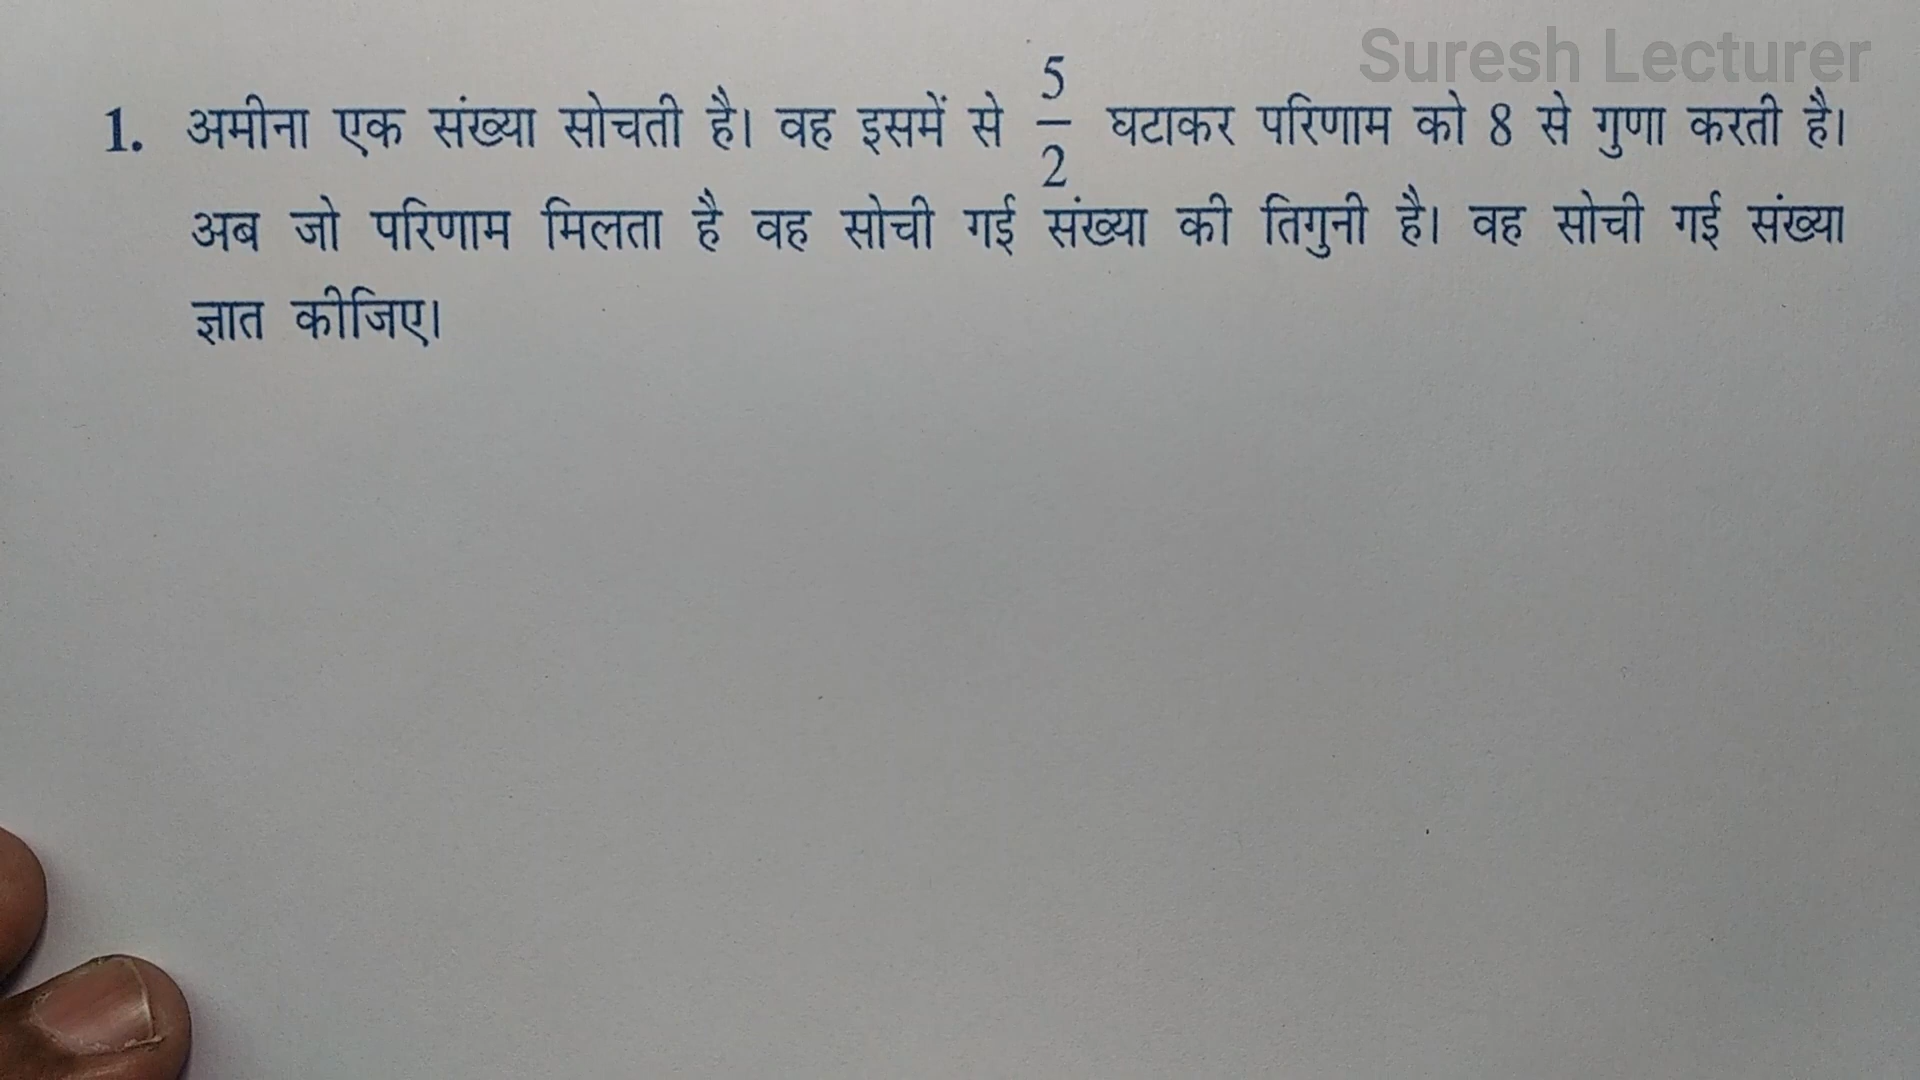 Suresh Lecturer
1. अमीना एक संख्या सोचती है। वह इसमें से 5/2 घटाकर परिणाम को 8 से गुणा करती है।
अब जो परिणाम मिलता है वह सोची गई संख्या की तिगुनी है। वह सोची गई संख्या
ज्ञात कीजिए।